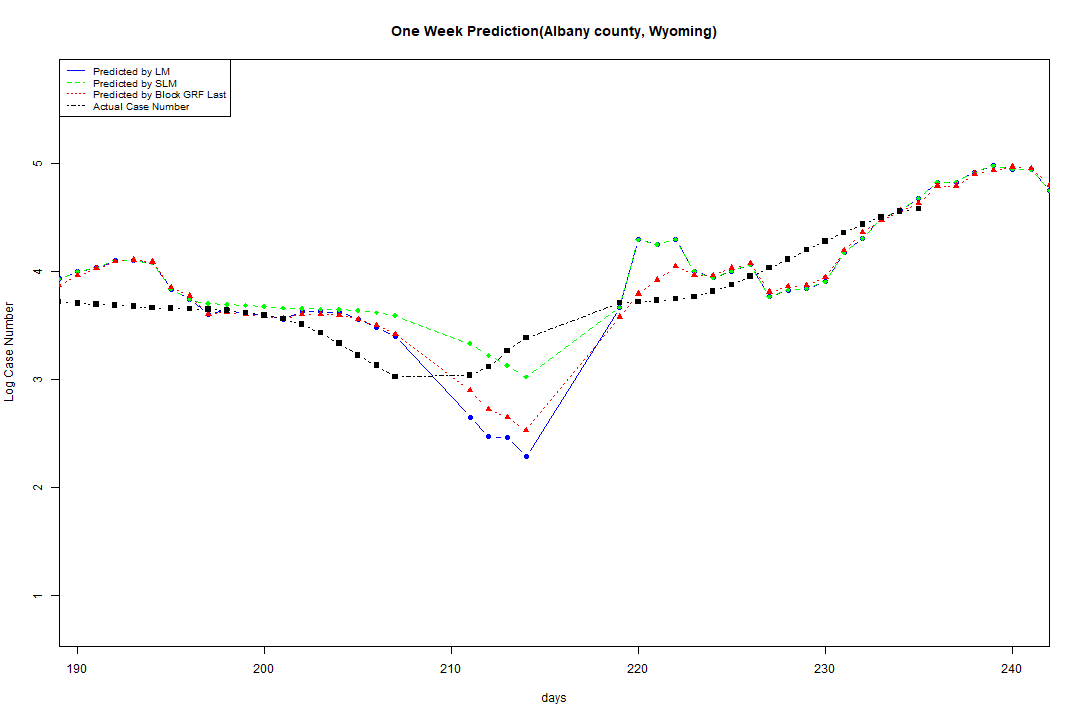 One Week Prediction(Albany county, Wyoming)
Predicted by LM
Predicted by SLM
Predicted by Block GRF Last
Actual Case Number
5
4
3
2
1
Log Case Number
190 200 210 220 230 240
days